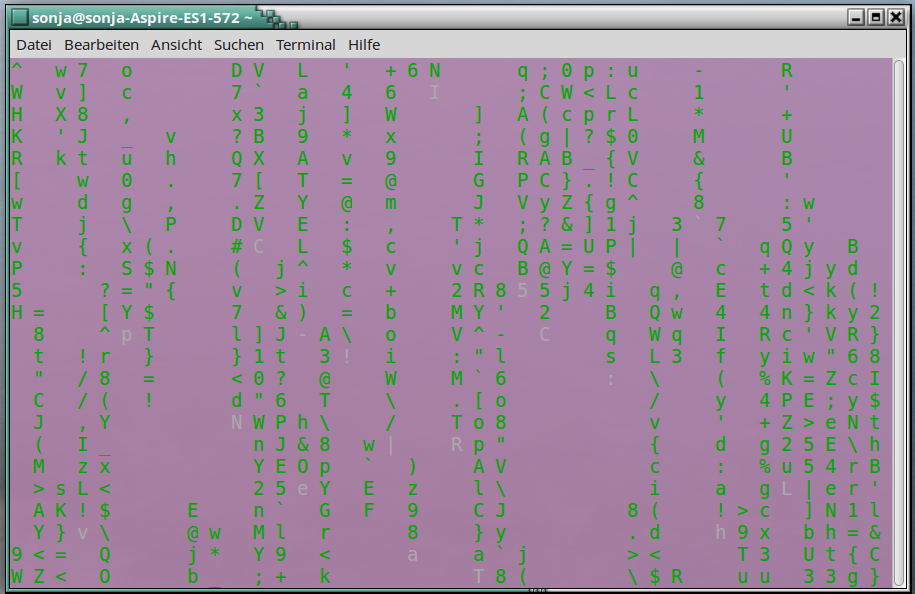 sonja@sonja-Aspire-ES1-572 ~
Datei Bearbeiten Ansicht Suchen Terminal Hilfe
^ w 7 o D V L ' + 6 N q ; 0 p : u - R
W v ] c 7 ` a 4 6 I ; C W < L c 1 '
H X 8 , x 3 j ] W ] A ( c p r L * +
K ' J _ v ? B 9 * x ; ( g | ? $ 0 M U
R k t u h Q X A v 9 I R A B _ { V & B
[ w 0 . 7 [ T = @ G P C } . ! C { '
w d g , . Z Y @ m J V y Z { g ^ 8 : w
T j \ P D V E : , T * ; ? & ] 1 j 3 ` 7 5 '
v { x ( . # C L $ c ' j Q A = U P | | ` q Q y B
P : S $ N ( j ^ * v v c B @ Y = $ @ c + 4 j y d
5 ? = " { v > i c + 2 R 8 5 5 j 4 i q , E t d < k ( !
H = [ Y $ 7 & ) = b M Y ' 2 B Q w 4 4 n } k V 2
8 ^ p T l ] J - A \ o V ^ - C q W q I R c ' V R }
t ! r } } 1 t 3 ! i : " l s L 3 f y i w " 6 8
" / 8 = < 0 ? @ W M ` 6 : \ ( % K = Z c I
C / ( ! d " 6 T \ . [ o / y 4 P E ; y $
J , Y N W P h \ / T o 8 v ' + Z > e N t
( I _ n J & 8 w | R p " { d g 2 5 E \ h
M z x Y E O p ` ) A V c : % u 5 4 r B
> s L < 2 5 e Y E z l \ i a g L | e r '
A K ! $ E n ` G F 9 C J 8 ( ! > c ] N 1 l
Y } v \ @ w M l r 8 } y . d h 9 x b h = &
9 < = Q j * Y 9 < a a ` j > < T 3 U t { C
W Z < O b _ ; + k T 8 ( \ $ R u u 3 3 g }